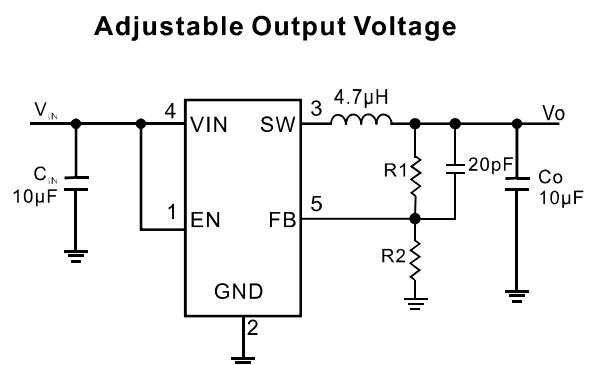 Adjustable Output Voltage
VIN
4
VIN
SW
3
4.7μH
Vo
CIN
10μF
R1
20pF
Co
10μF
1
EN
FB
5
R2
GND
2